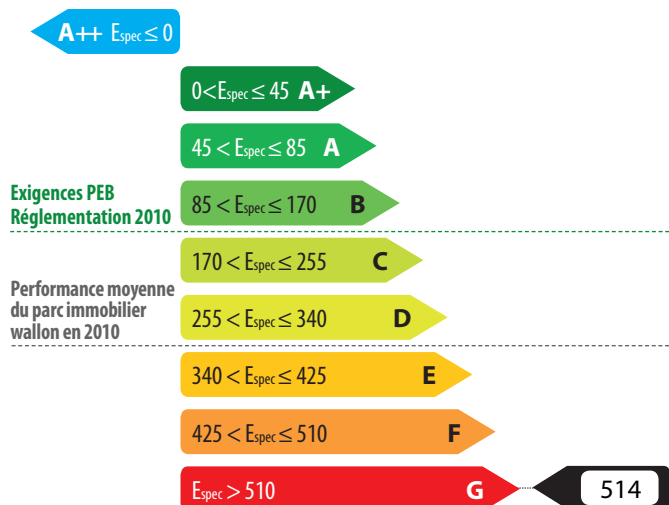 A++ Espec ≤ 0
0<Espec ≤ 45 A+
45 < Espec ≤ 85 A
Exigences PEB
Réglementation 2010
85 < Espec ≤ 170 B
170 < Espec ≤ 255 C
Performance moyenne
du parc immobilier
wallon en 2010
255 < Espec ≤ 340 D
340 < Espec ≤ 425 E
425 < Espec ≤ 510 F
Espec > 510 G 514